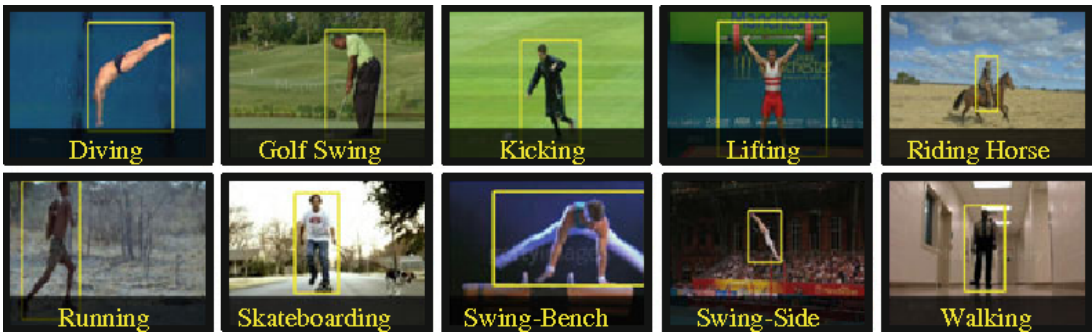 Diving
Golf Swing
Kicking
Lifting
Riding Horse
Running
Skateboarding
Swing-Bench
Swing-Side
Walking